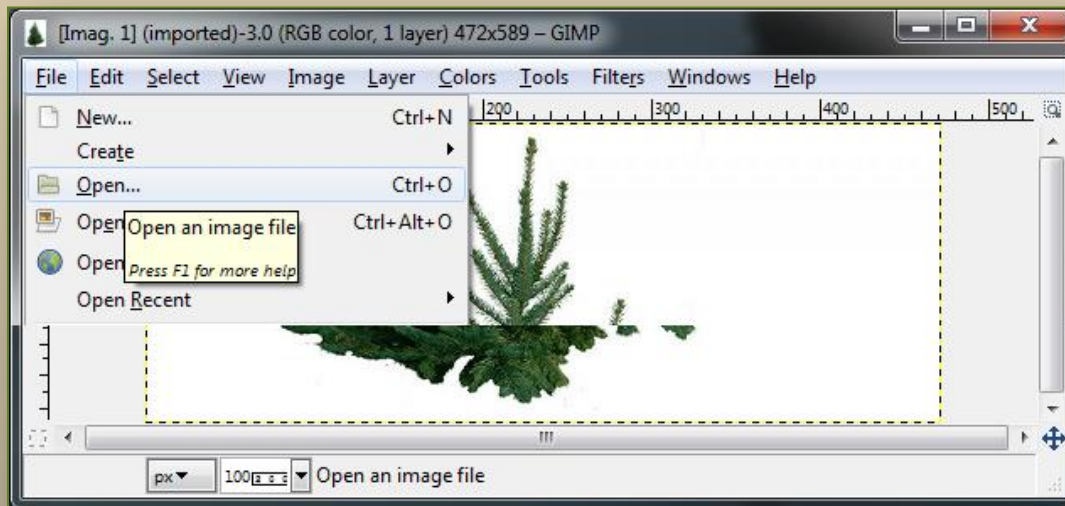 [Imag. 1] (imported)-3.0 (RGB color, 1 layer) 472x589 – GIMP
File Edit Select View Image Layer Colors Tools Filters Windows Help
200 300 400 500
New... Ctrl+N
Create
Open... Ctrl+O
Open Ctrl+Alt+O
Open an image file
Open
Press F1 for more help
Open Recent
px 100 Open an image file